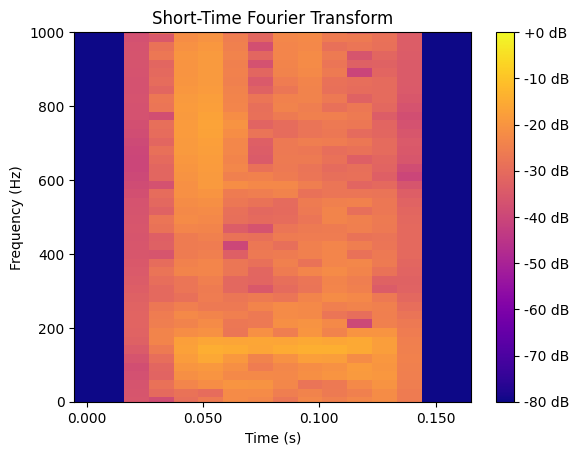 Short-Time Fourier Transform
Frequency (Hz)
1000
800
600
400
200
0
0.000
0.050
0.100
0.150
Time (s)
+0 dB
-10 dB
-20 dB
-30 dB
-40 dB
-50 dB
-60 dB
-70 dB
-80 dB